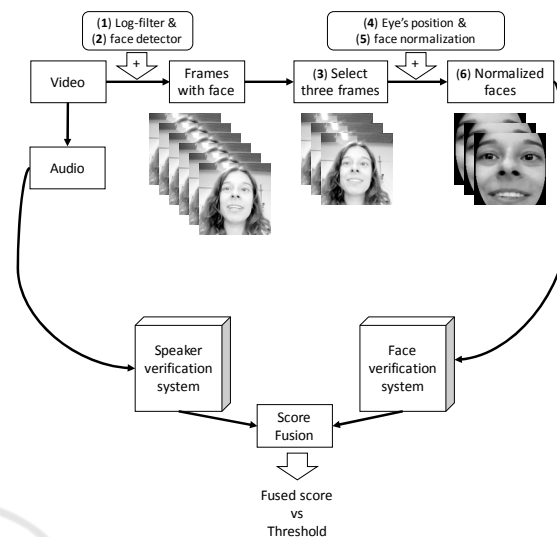 (1) Log-filter &
(2) face detector
(4) Eye's position &
(5) face normalization
+
+
Video
Frames
with face
(3) Select
three frames
(6) Normalized
faces
Audio
Speaker
verification
system
Face
verification
system
Score
Fusion
Fused score
vs
Threshold